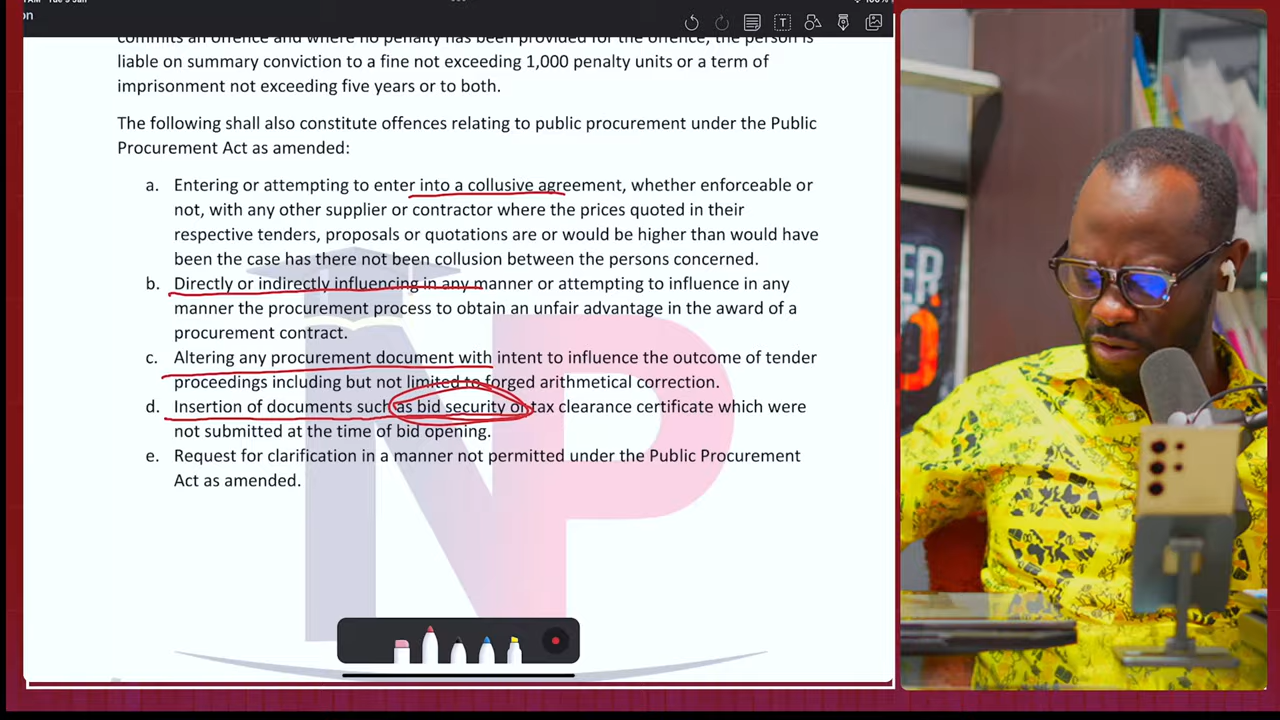 on
commits an offence and where no penalty has been provided for the offence, the person is
liable on summary conviction to a fine not exceeding 1,000 penalty units or a term of
imprisonment not exceeding five years or to both.
The following shall also constitute offences relating to public procurement under the Public
Procurement Act as amended:
a. Entering or attempting to enter into a collusive agreement, whether enforceable or
not, with any other supplier or contractor where the prices quoted in their
respective tenders, proposals or quotations are or would be higher than would have
been the case has there not been collusion between the persons concerned.
b. Directly or indirectly influencing in any manner or attempting to influence in any
manner the procurement process to obtain an unfair advantage in the award of a
procurement contract.
c. Altering any procurement document with intent to influence the outcome of tender
proceedings including but not limited to forged arithmetical correction.
d. Insertion of documents such as bid security or tax clearance certificate which were
not submitted at the time of bid opening.
e. Request for clarification in a manner not permitted under the Public Procurement
Act as amended.
NP